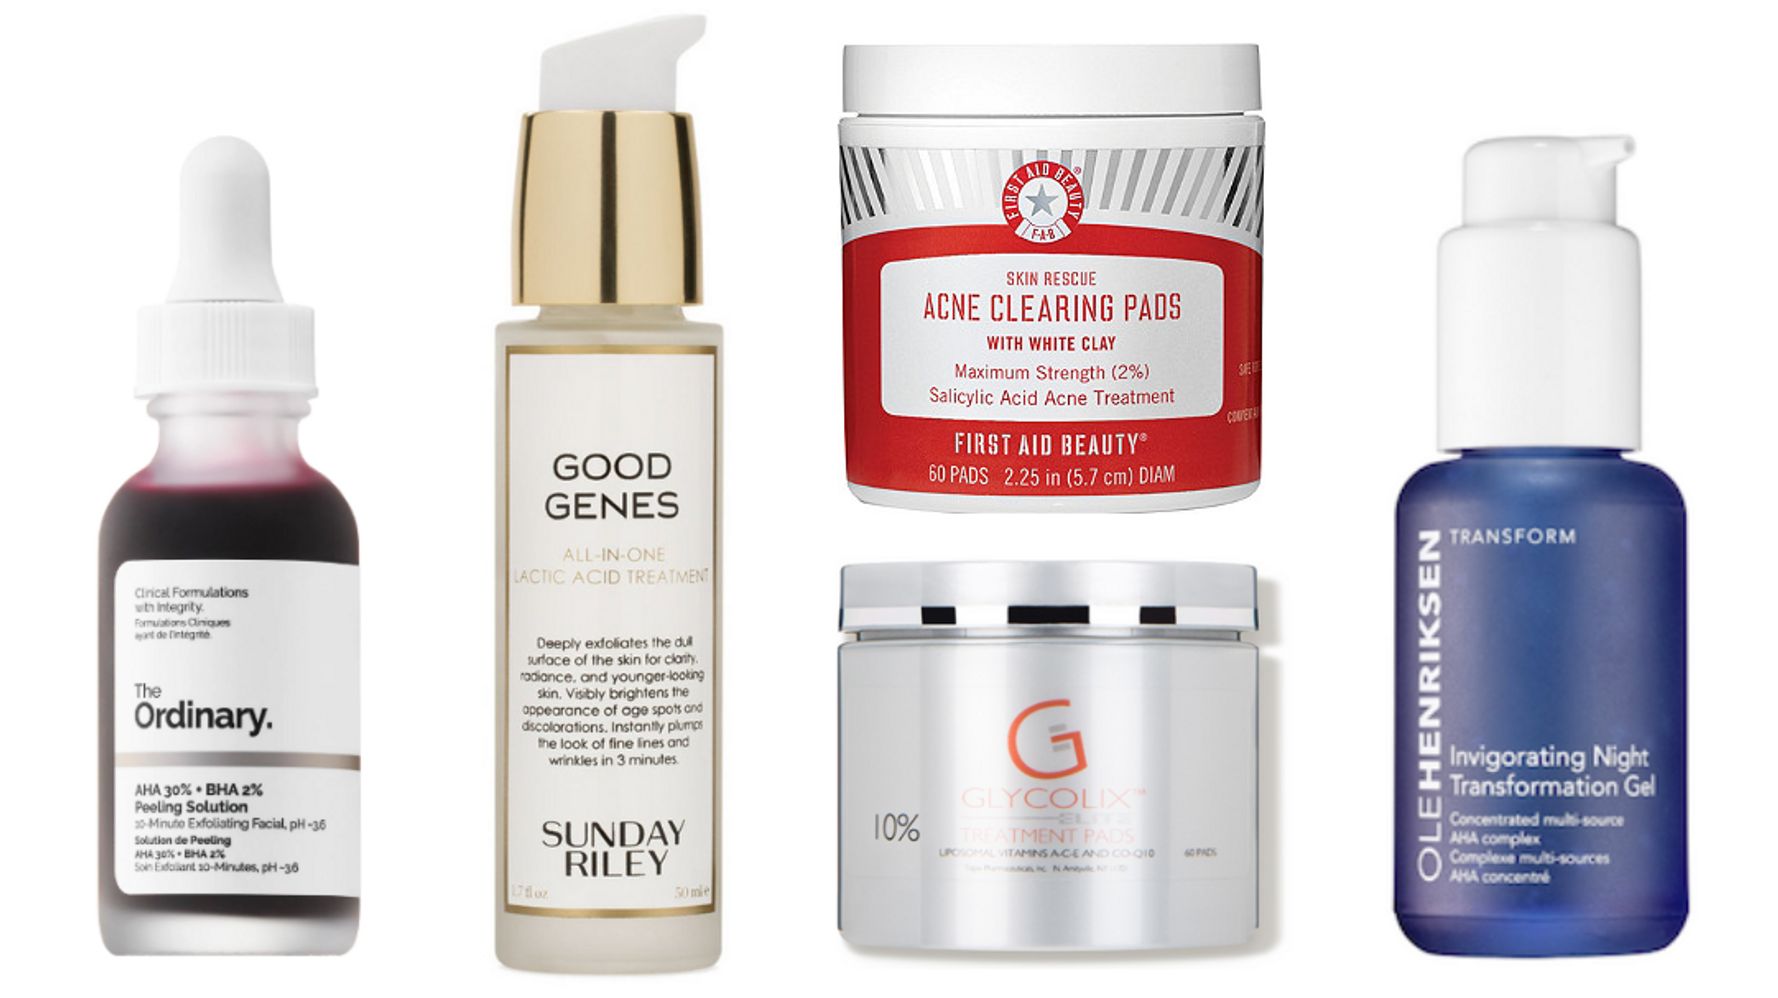 Clinical Formulations
with Integrity.
Formulations Cliniques
ayant de l'intégrité.
The
Ordinary.
AHA 30% + BHA 2%
Peeling Solution
10-Minute Exfoliating Facial, pH ~3.6
Solution de Peeling
AHA 30% + BHA 2%
Soin Exfoliant 10-Minutes, pH ~3.6
GOOD
GENES
ALL-IN-ONE
LACTIC ACID TREATMENT
Deeply exfoliates the dull
surface of the skin for clarity,
radiance, and younger-looking
skin. Visibly brightens the
appearance of age spots and
discolorations. Instantly plumps
the look of fine lines and
wrinkles in 3 minutes.
SUNDAY
RILEY
1.7 fl oz 50 ml e
FIRST AID BEAUTY®
F·A·B
SKIN RESCUE
ACNE CLEARING PADS
WITH WHITE CLAY
Maximum Strength (2%)
Salicylic Acid Acne Treatment
FIRST AID BEAUTY®
60 PADS 2.25 in (5.7 cm) DIAM
G
GLYCOLIX™
ELITE
10%
TREATMENT PADS
LIPOSOMAL VITAMINS A-C-E AND CO-Q10
60 PADS
OLEHENRIKSEN
TRANSFORM
Invigorating Night
Transformation Gel
Concentrated multi-source
AHA complex
Complexe multi-sources
AHA concentré